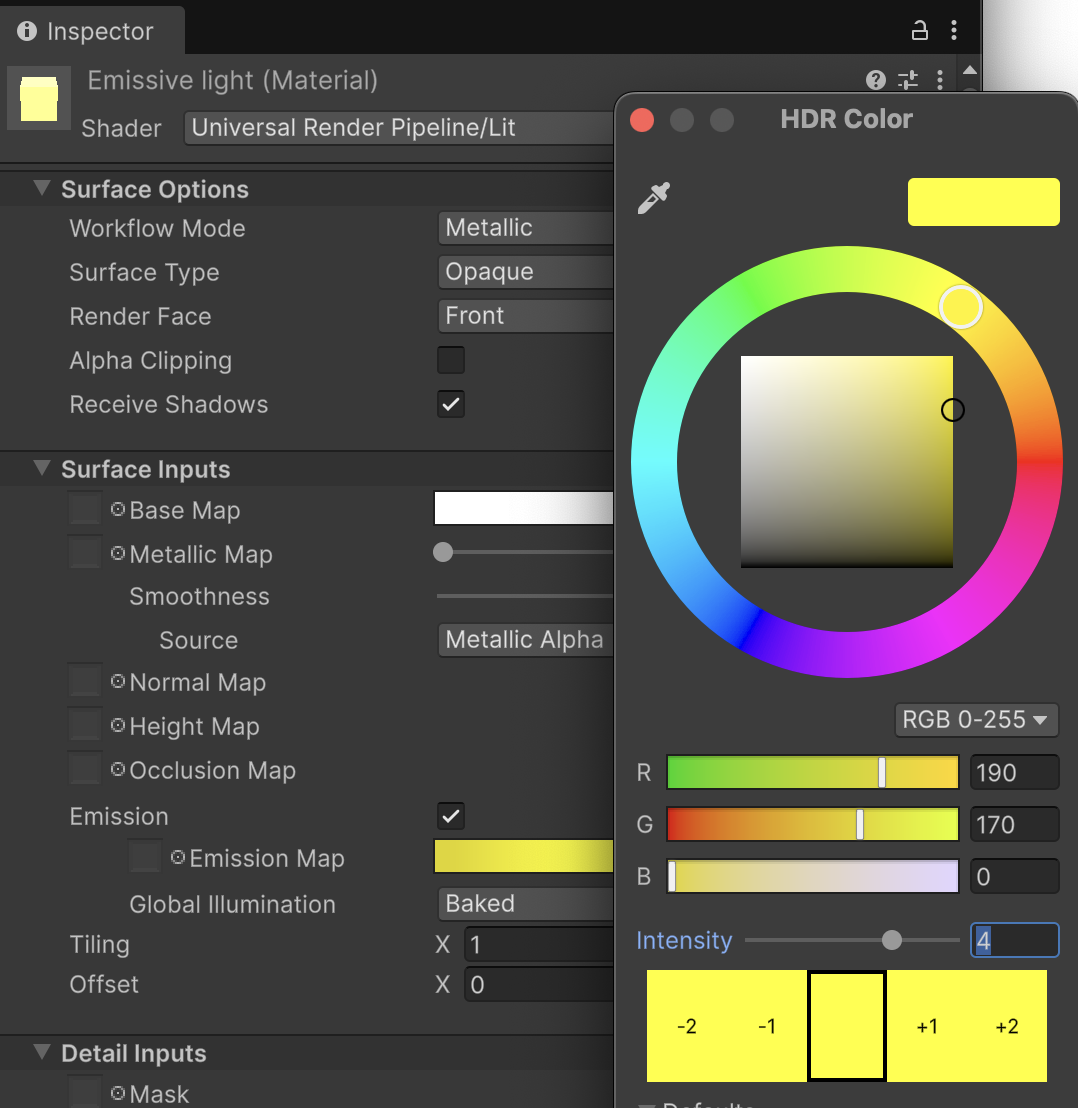 Inspector
Emissive light (Material)
Shader
Universal Render Pipeline/Lit
HDR Color
Surface Options
Workflow Mode
Metallic
Surface Type
Opaque
Render Face
Front
Alpha Clipping
Receive Shadows
Surface Inputs
Base Map
Metallic Map
Smoothness
Source
Metallic Alpha
Normal Map
Height Map
Occlusion Map
Emission
Emission Map
Global Illumination
Baked
Tiling
X 1
Offset
X 0
Detail Inputs
Mask
RGB 0-255
R 190
G 170
B 0
Intensity 4
-2 -1 +1 +2
Defaults